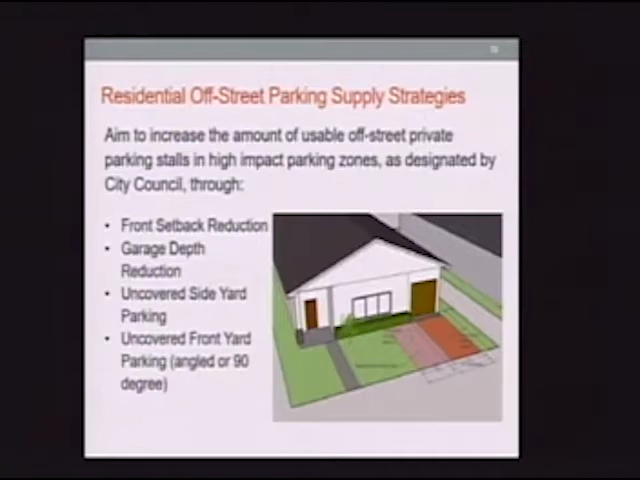 Residential Off-Street Parking Supply Strategies
Aim to increase the amount of usable off-street private
parking stalls in high impact parking zones, as designated by
City Council, through:
• Front Setback Reduction
• Garage Depth
Reduction
• Uncovered Side Yard
Parking
• Uncovered Front Yard
Parking (angled or 90
degree)